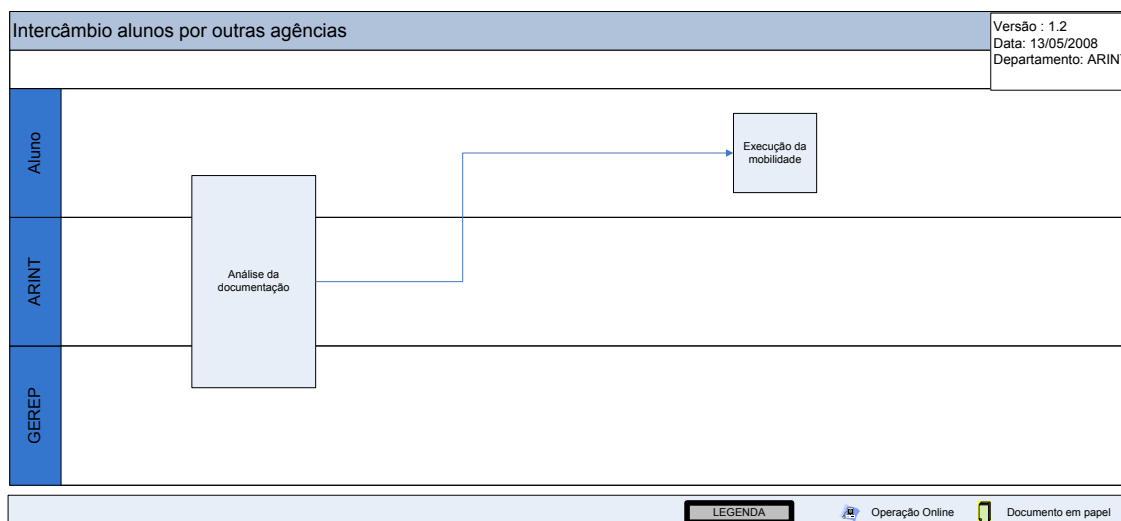 Intercâmbio alunos por outras agências
Versão : 1.2
Data: 13/05/2008
Departamento: ARINT
Aluno
Execução da
mobilidade
ARINT
Análise da
documentação
GEREP
LEGENDA
Operação Online
Documento em papel